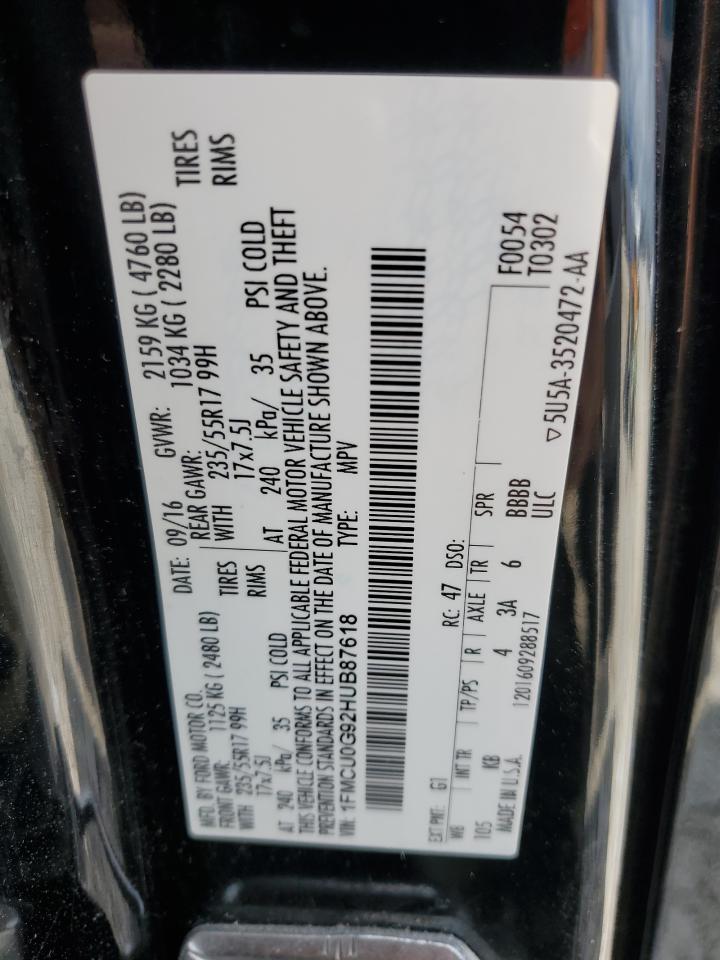 MFD. BY FORD MOTOR CO.
DATE: 09/16 GVWR: 2159 KG ( 4760 LB)
FRONT GAWR: 1125 KG ( 2480 LB) REAR GAWR: 1034 KG ( 2280 LB)
WITH 235/55R17 99H TIRES WITH 235/55R17 99H TIRES
17x7.5J RIMS 17x7.5J RIMS
AT 240 kPa/ 35 PSI COLD AT 240 kPa/ 35 PSI COLD
THIS VEHICLE CONFORMS TO ALL APPLICABLE FEDERAL MOTOR VEHICLE SAFETY AND THEFT
PREVENTION STANDARDS IN EFFECT ON THE DATE OF MANUFACTURE SHOWN ABOVE.
VIN: 1FMCU0G92HUB87618 TYPE: MPV
EXT PNT: G1 RC: 47 DSO: F0054
WB INT TR TP/PS R AXLE TR SPR T0302
105 KB 4 3A 6 BBBB
MADE IN U.S.A. 1201609288517 ULC ▽5U5A-3520472-AA